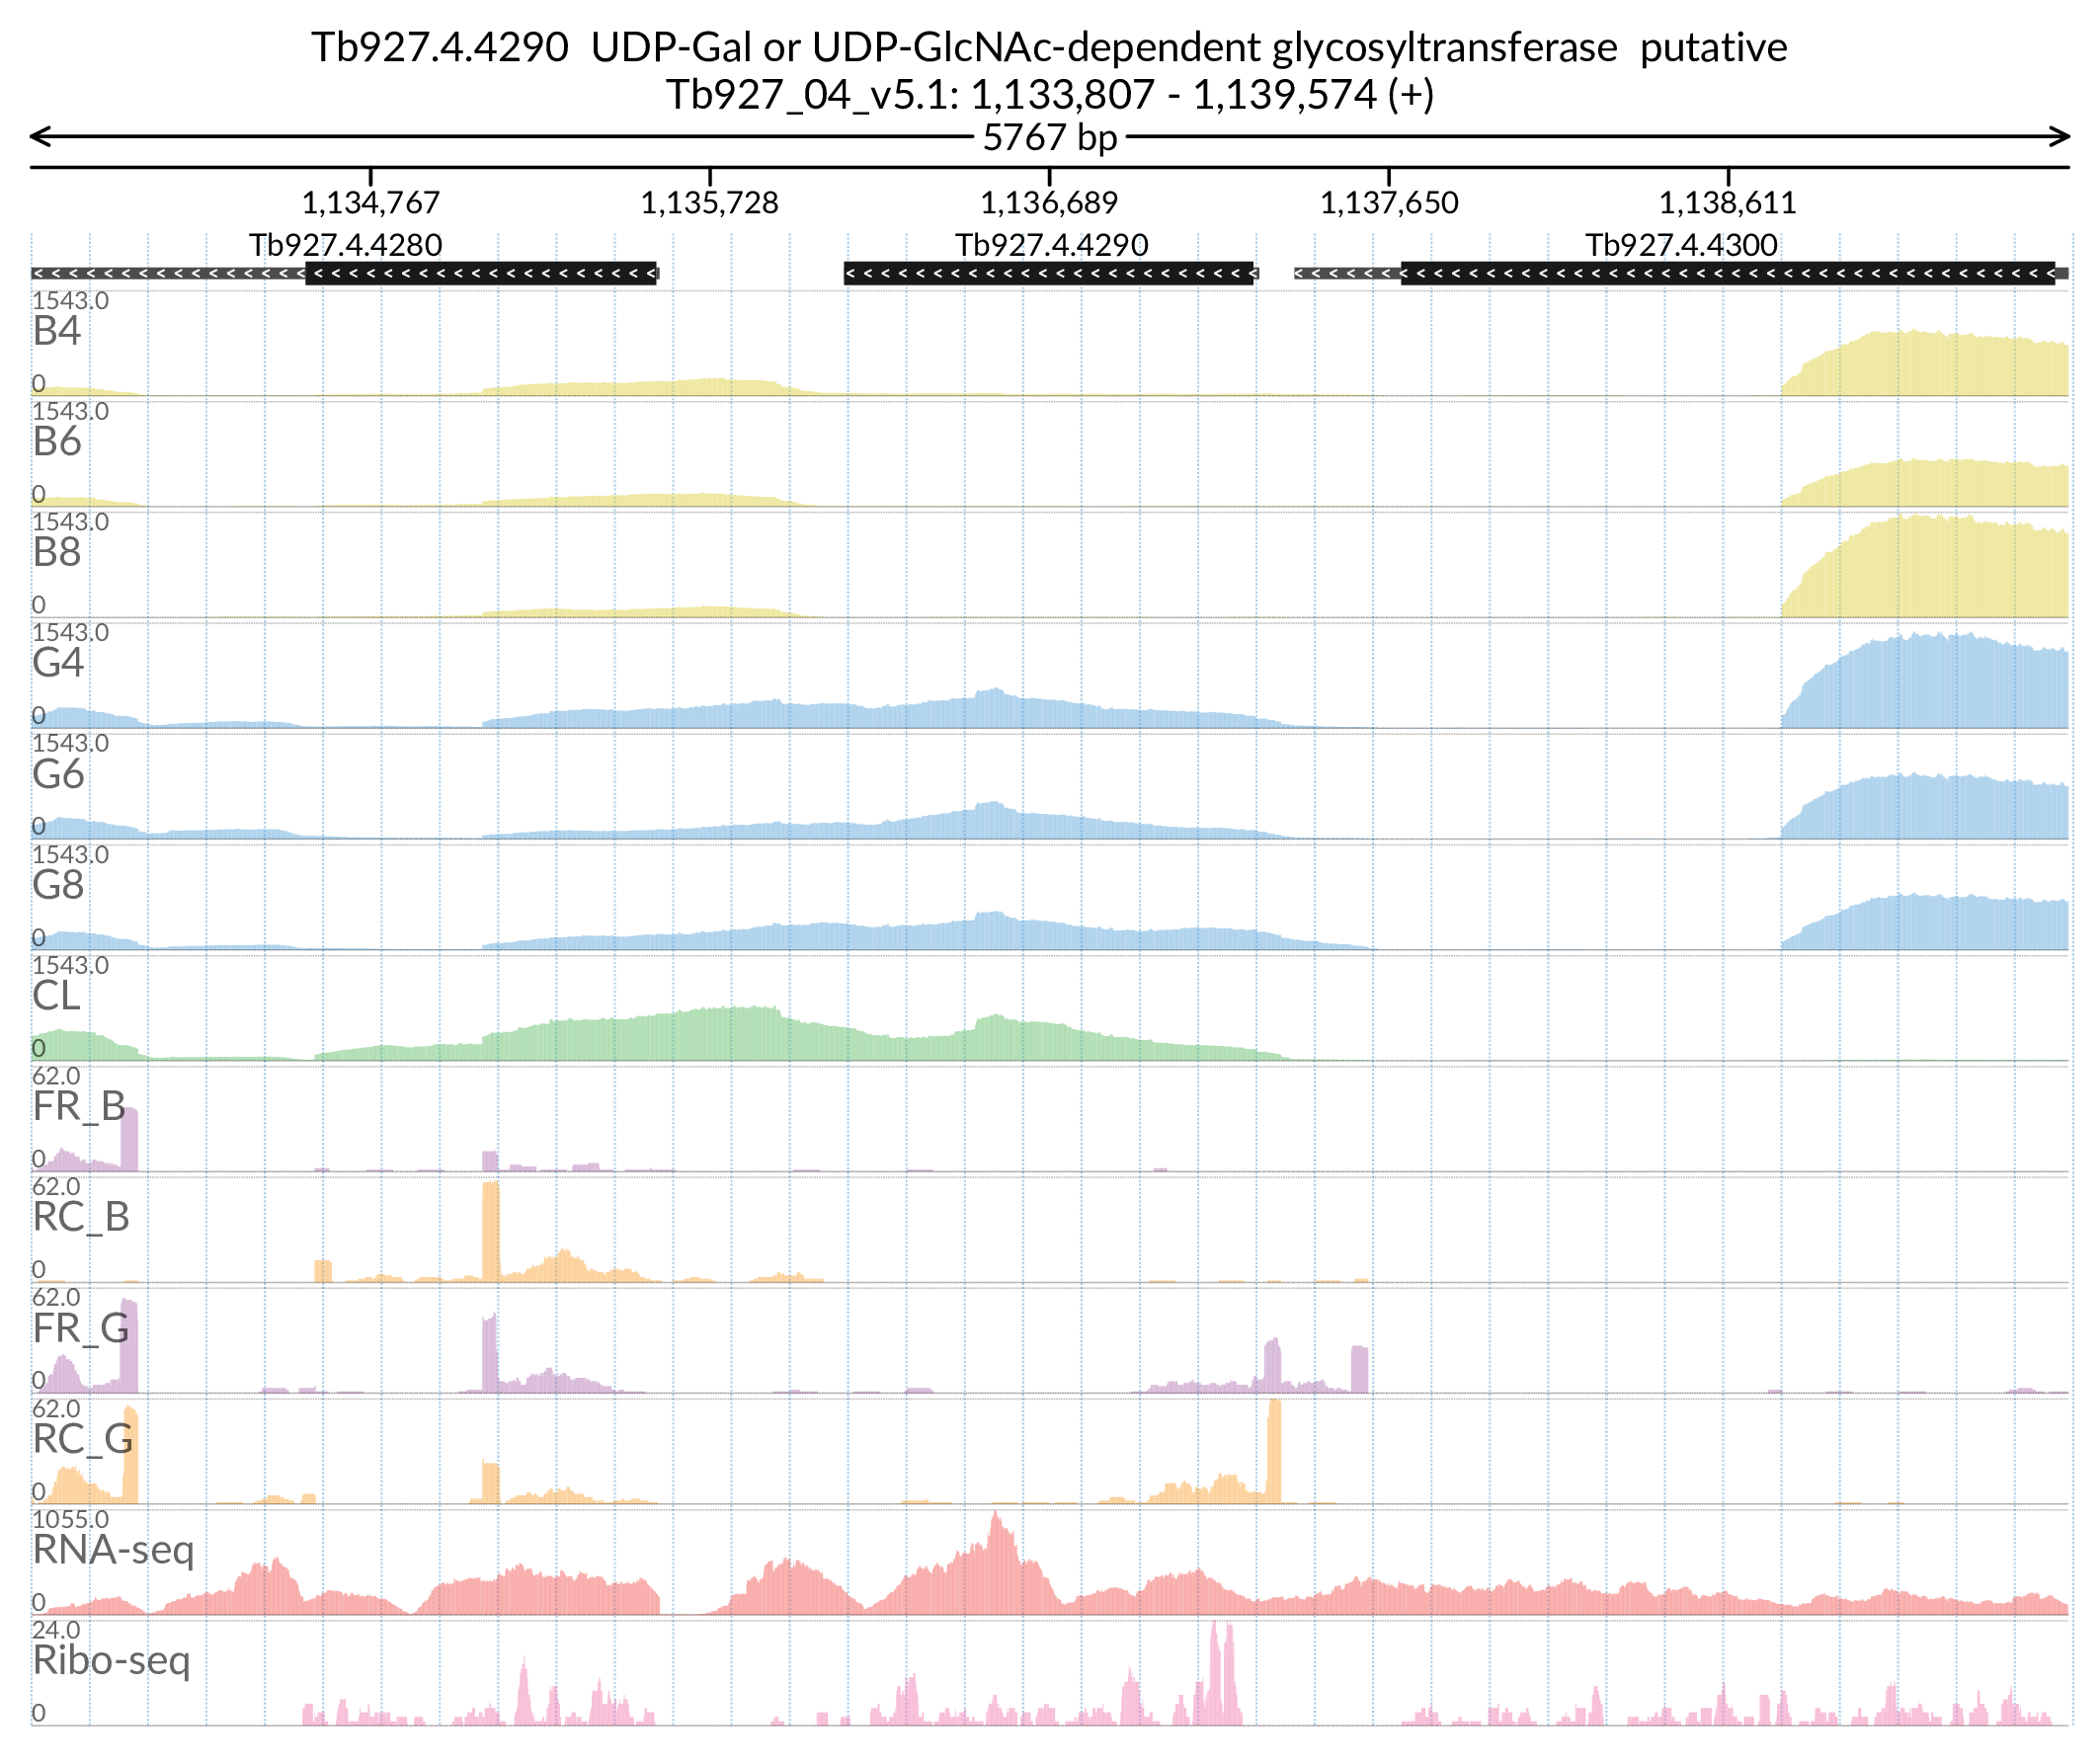 Tb927.4.4290  UDP-Gal or UDP-GlcNAc-dependent glycosyltransferase  putative
Tb927_04_v5.1: 1,133,807 - 1,139,574 (+)
5767 bp
1,134,767 1,135,728 1,136,689 1,137,650 1,138,611
Tb927.4.4280 Tb927.4.4290 Tb927.4.4300
1543.0
B4
0
1543.0
B6
0
1543.0
B8
0
1543.0
G4
0
1543.0
G6
0
1543.0
G8
0
1543.0
CL
0
62.0
FR_B
0
62.0
RC_B
0
62.0
FR_G
0
62.0
RC_G
0
1055.0
RNA-seq
0
24.0
Ribo-seq
0